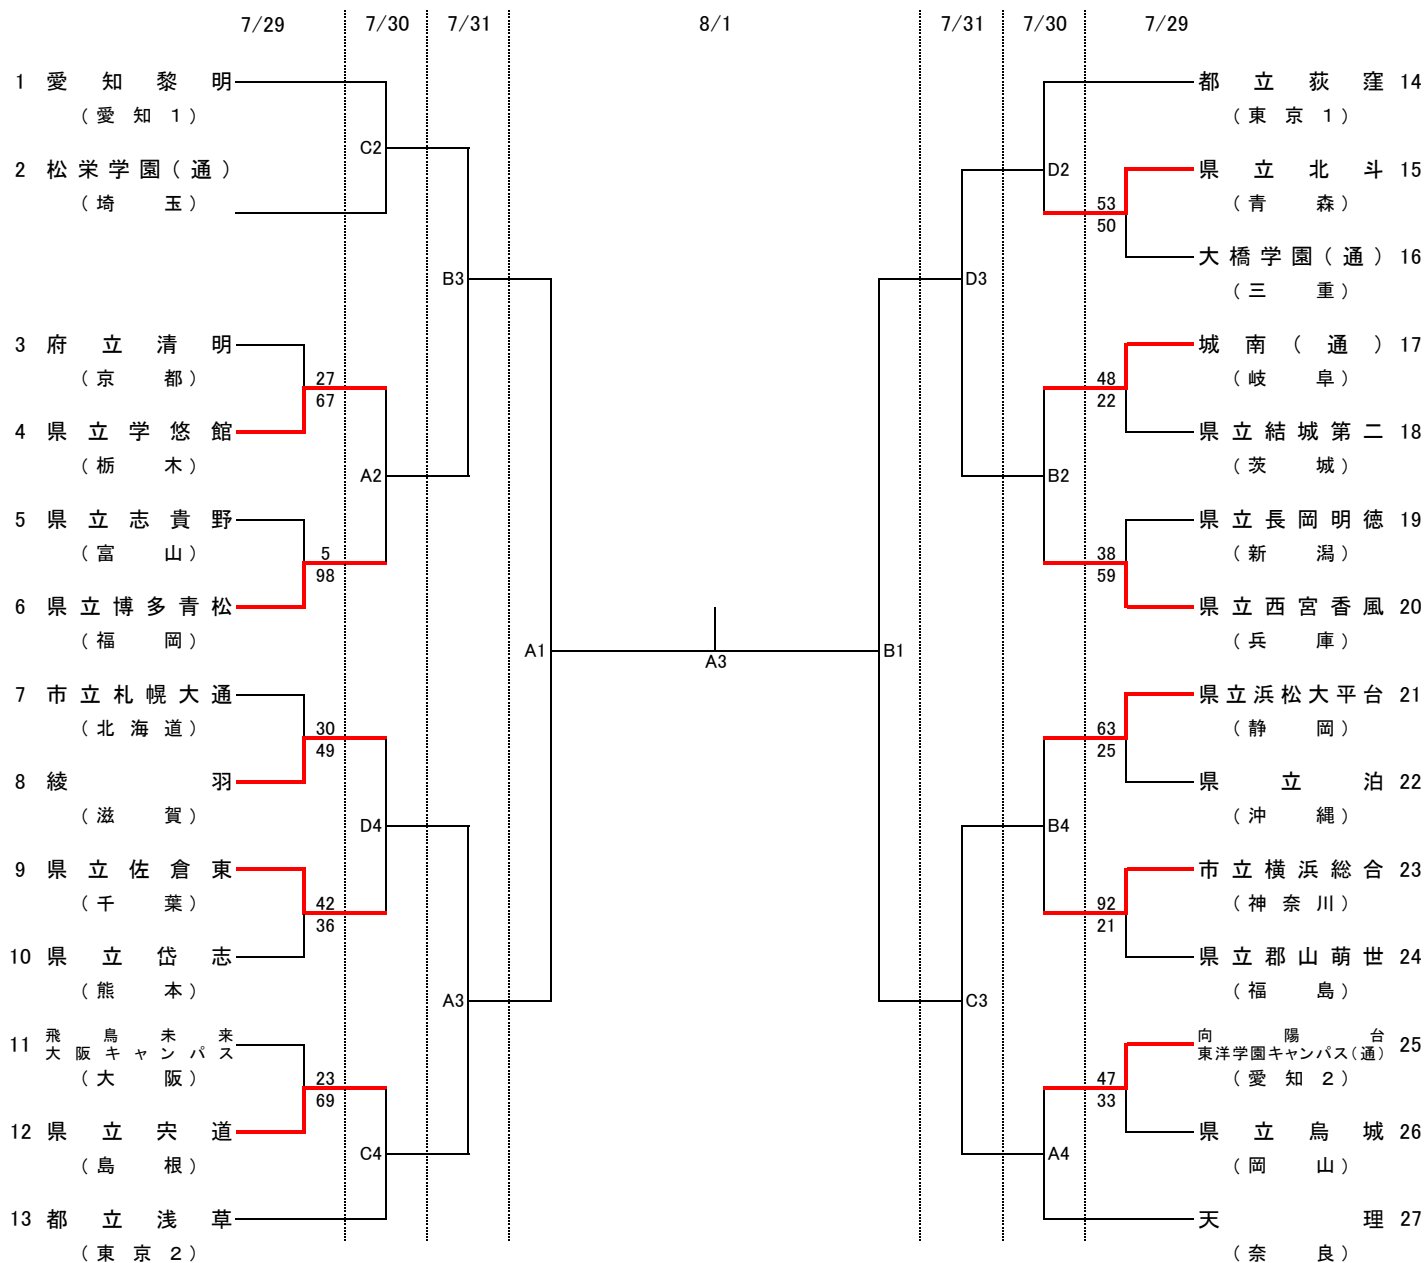 7/29 7/30 7/31 8/1 7/31 7/30 7/29
1 愛知黎明
(愛知1)
2 松栄学園(通)
(埼玉)
3 府立清明
(京都)
4 県立学悠館
(栃木)
5 県立志貴野
(富山)
6 県立博多青松
(福岡)
7 市立札幌大通
(北海道)
8 綾羽
(滋賀)
9 県立佐倉東
(千葉)
10 県立岱志
(熊本)
11 飛鳥未来
大阪キャンパス
(大阪)
12 県立宍道
(島根)
13 都立浅草
(東京2)
27
67
5
98
30
49
42
36
23
69
C2
A2
D4
C4
B3
A3
A1
A3
B1
D3
C3
D2
B2
B4
A4
53
50
48
22
38
59
63
25
92
21
47
33
都立荻窪 14
(東京1)
県立北斗 15
(青森)
大橋学園(通) 16
(三重)
城南(通) 17
(岐阜)
県立結城第二 18
(茨城)
県立長岡明徳 19
(新潟)
県立西宮香風 20
(兵庫)
県立浜松大平台 21
(静岡)
県立泊 22
(沖縄)
市立横浜総合 23
(神奈川)
県立郡山萌世 24
(福島)
向陽台
東洋学園キャンパス(通) 25
(愛知2)
県立烏城 26
(岡山)
天理 27
(奈良)